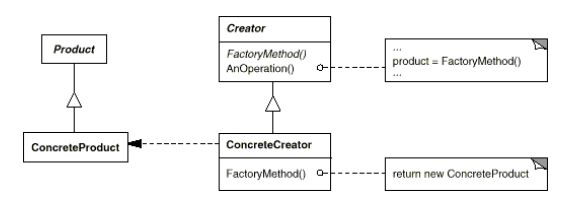 Product
ConcreteProduct
Creator
FactoryMethod()
AnOperation()
...
product = FactoryMethod()
...
ConcreteCreator
FactoryMethod()
return new ConcreteProduct